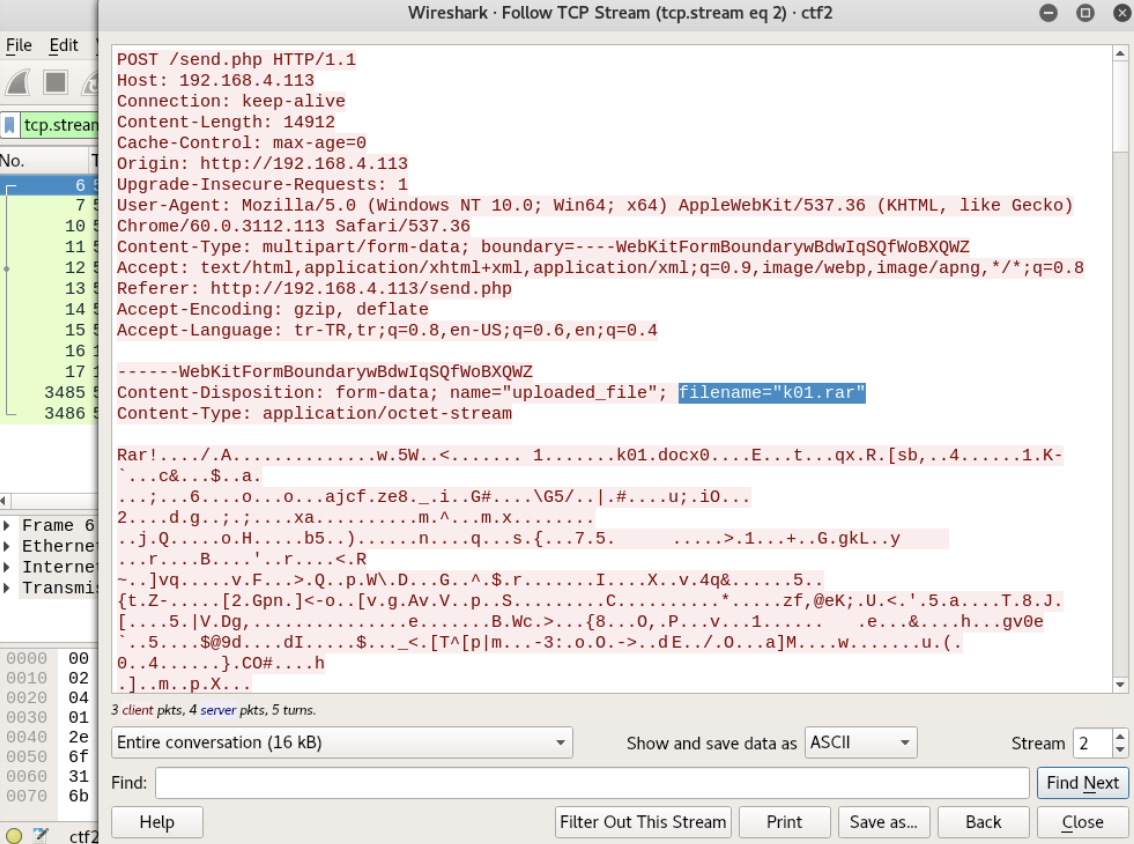 Wireshark · Follow TCP Stream (tcp.stream eq 2) · ctf2
File Edit
tcp.stream
No.
6
7
10
11
12
13
14
15
16
17
3485
3486
Frame 6
Ethernet
Internet
Transmis
0000 00
0010 02
0020 04
0030 01
0040 2e
0050 6f
0060 31
0070 6b
ctf2
POST /send.php HTTP/1.1
Host: 192.168.4.113
Connection: keep-alive
Content-Length: 14912
Cache-Control: max-age=0
Origin: http://192.168.4.113
Upgrade-Insecure-Requests: 1
User-Agent: Mozilla/5.0 (Windows NT 10.0; Win64; x64) AppleWebKit/537.36 (KHTML, like Gecko)
Chrome/60.0.3112.113 Safari/537.36
Content-Type: multipart/form-data; boundary=----WebKitFormBoundarywBdwIqSQfWoBXQWZ
Accept: text/html,application/xhtml+xml,application/xml;q=0.9,image/webp,image/apng,*/*;q=0.8
Referer: http://192.168.4.113/send.php
Accept-Encoding: gzip, deflate
Accept-Language: tr-TR,tr;q=0.8,en-US;q=0.6,en;q=0.4
------WebKitFormBoundarywBdwIqSQfWoBXQWZ
Content-Disposition: form-data; name="uploaded_file"; filename="k01.rar"
Content-Type: application/octet-stream
Rar!..../.A..............w.5W..<....... 1.......k01.docx0....E...t...qx.R.[sb,..4......1.K-
`...c&...$..a.
...;...6....o...o...ajcf.ze8._.i..G#....\G5/..|.#....u;.iO...
2....d.g..;.;....xa..........m.^...m.x........
..j.Q.....o.H.....b5..)......n....q...s.{...7.5. .....>.1...+..G.gkL..y
...r....B....'..r....<.R
~..]vq.....v.F...>.Q..p.W\.D...G..^.$.r.......I....X..v.4q&......5..
{t.Z-.....[2.Gpn.]<-o..[v.g.Av.V..p..S.........C..........*.....zf,@eK;.U.<.'.5.a....T.8.J.
[....5.|V.Dg,..............e.......B.Wc.>...{8...O,.P...v...1...... .e...&....h...gv0e
`..5....$@9d....dI.....$..._<.[T^[p|m...-3:.o.O.->..dE../.O...a]M....w.......u.(.
0..4......}.CO#....h
.]..m..p.X...
3 client pkts, 4 server pkts, 5 turns.
Entire conversation (16 kB) Show and save data as ASCII Stream 2
Find: Find Next
Help Filter Out This Stream Print Save as... Back Close